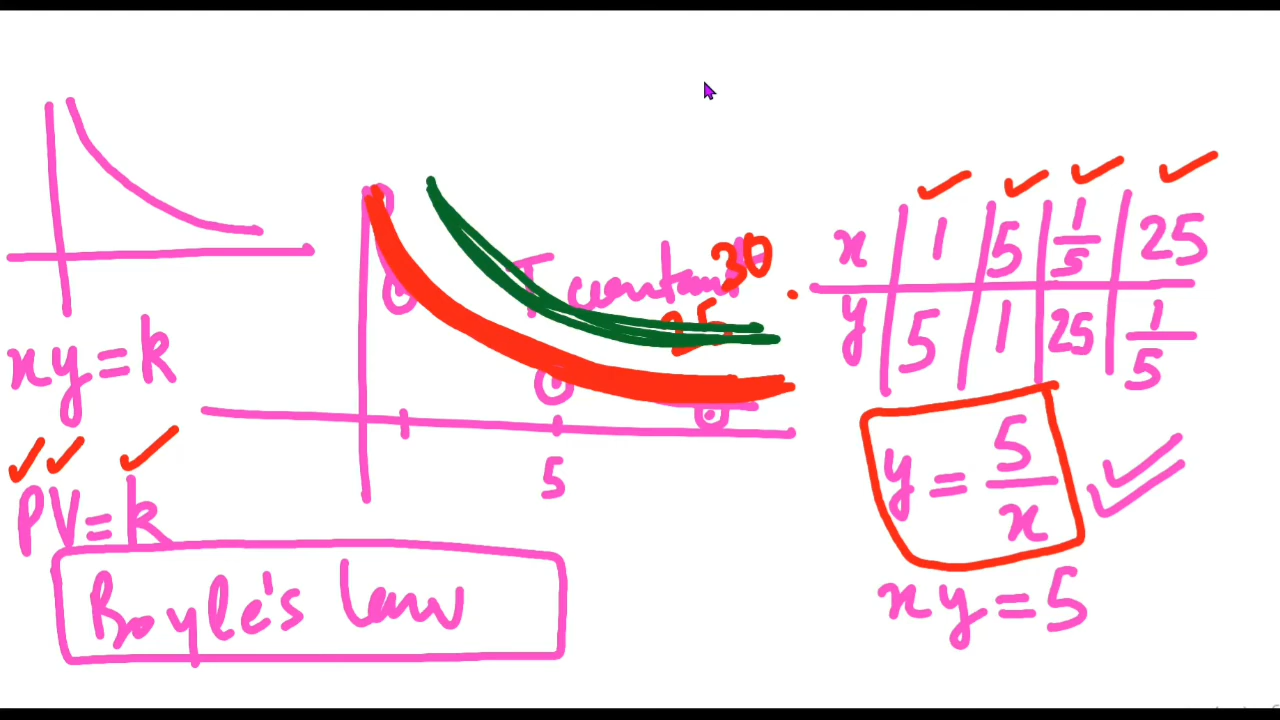 T constant
30
25
5
xy = k
PV = k
Boyle's law
x | 1 | 5 | 1/5 | 25
y | 5 | 1 | 25 | 1/5
y = 5/x
xy = 5